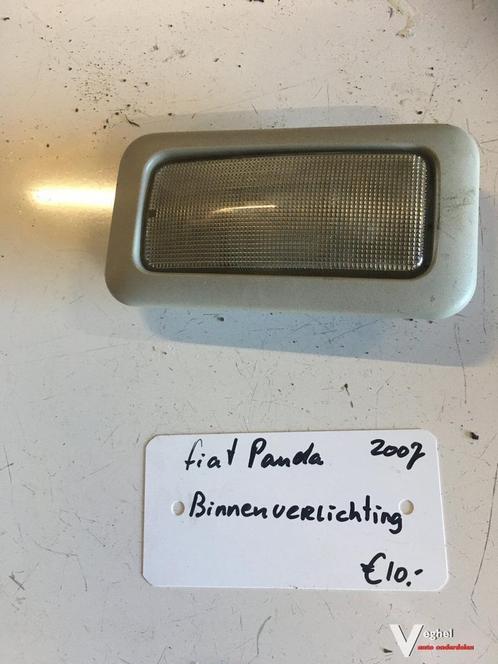 fiat Panda 2007
Binnenverlichting
€10.-
Veghel
auto onderdelen